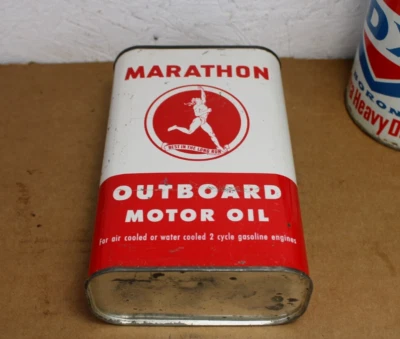 MARATHON
BEST IN THE LONG RUN
OUTBOARD
MOTOR OIL
For air cooled or water cooled 2 cycle gasoline engines
Heavy D